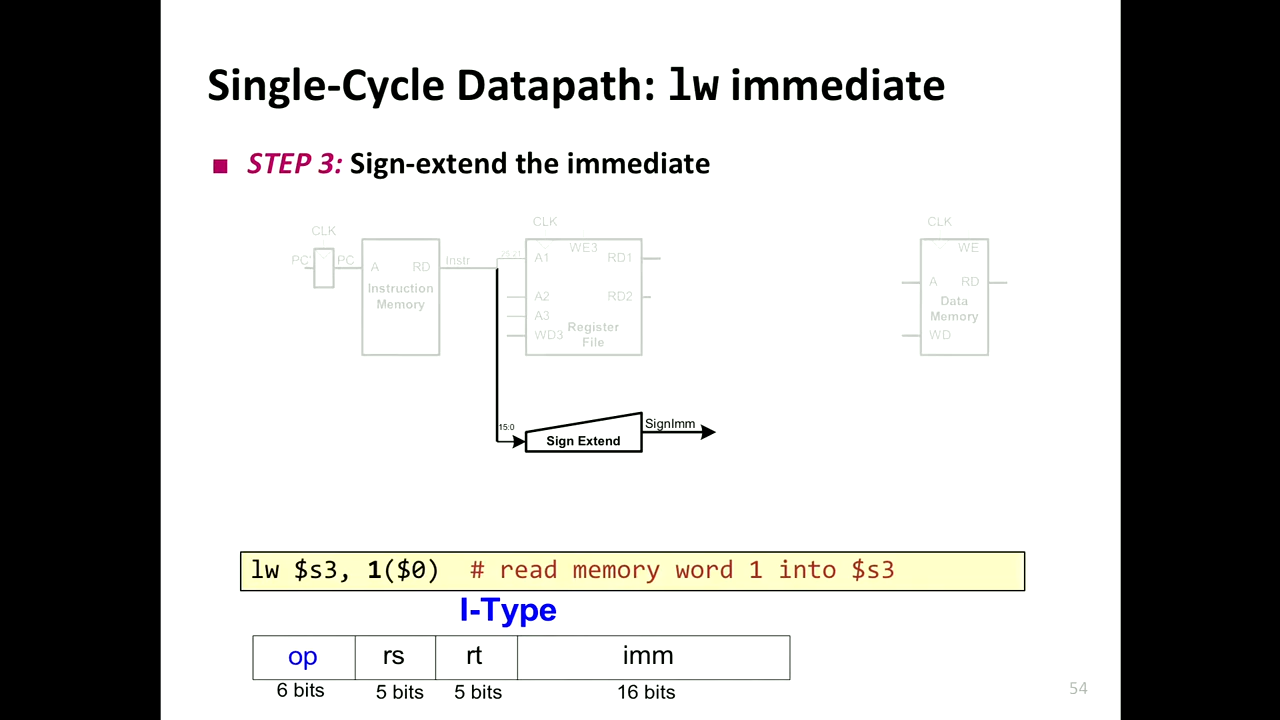 Single-Cycle Datapath: lw immediate
■ STEP 3: Sign-extend the immediate
CLK
CLK
CLK
PC' PC
A RD
Instr
Instruction
Memory
25:21
A1
WE3
RD1
A2
RD2
A3
WD3
Register
File
WE
A RD
Data
Memory
WD
15:0
Sign Extend
SignImm
lw $s3, 1($0) # read memory word 1 into $s3
I-Type
op rs rt imm
6 bits 5 bits 5 bits 16 bits
54